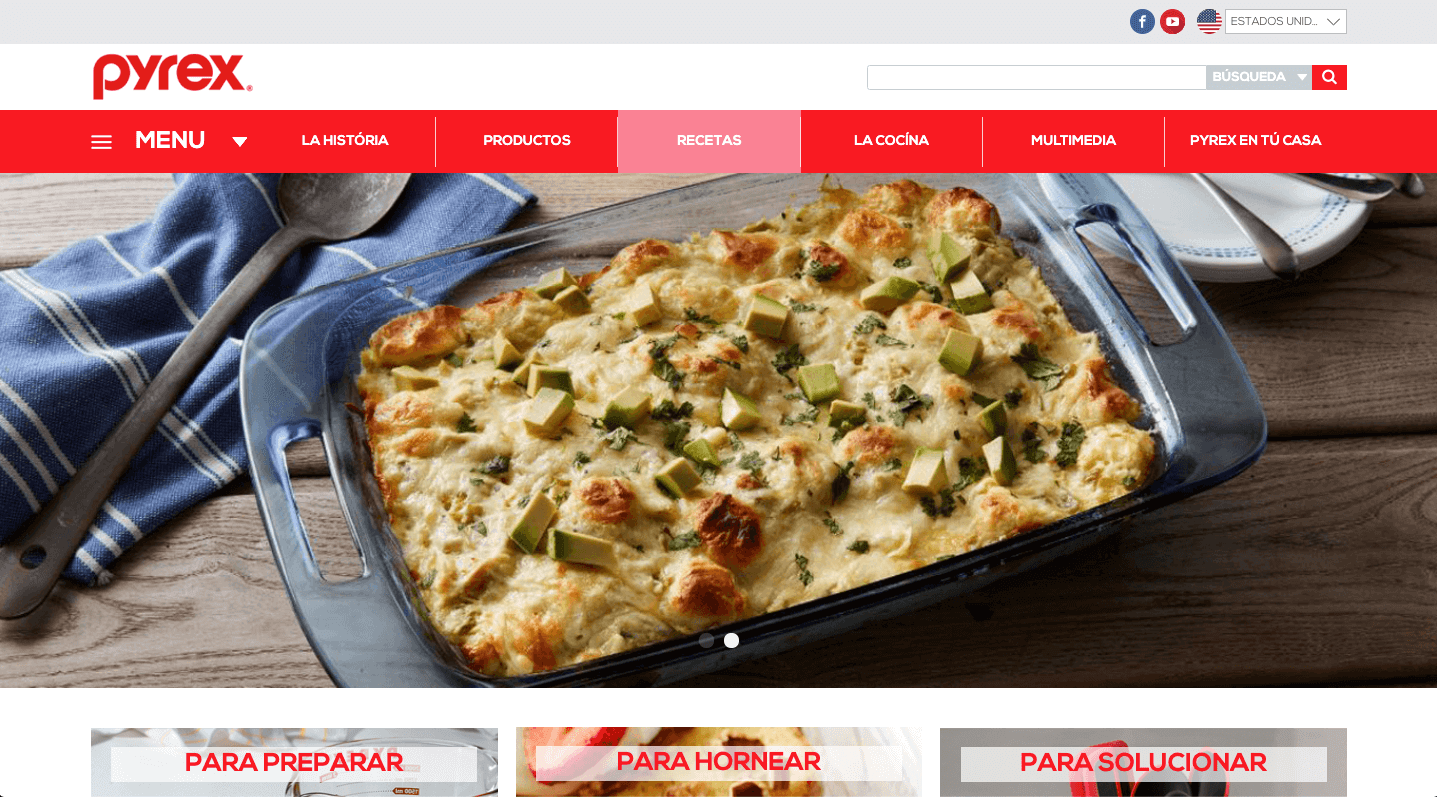 ESTADOS UNID...
pyrex®
BÚSQUEDA
MENU
LA HISTÓRIA
PRODUCTOS
RECETAS
LA COCÍNA
MULTIMEDIA
PYREX EN TÚ CASA
PARA PREPARAR
PARA HORNEAR
PARA SOLUCIONAR